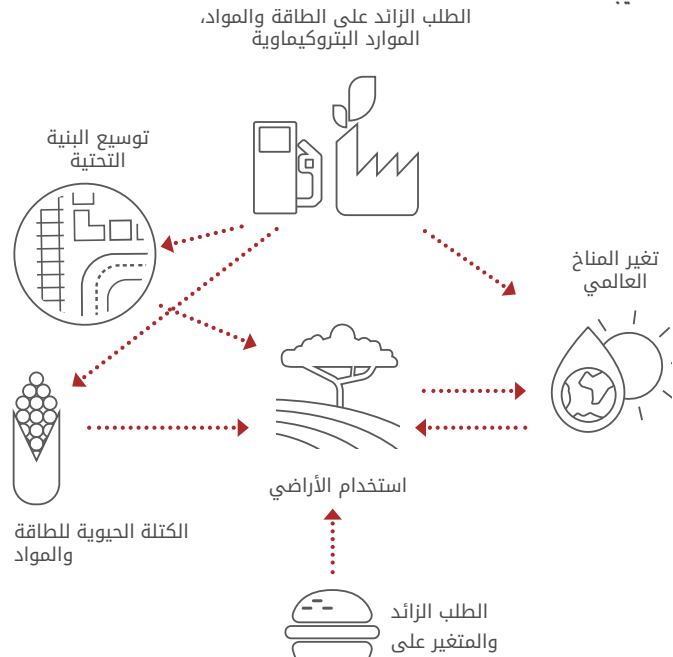 الطلب الزائد على الطاقة والمواد،
الموارد البتروكيماوية
توسيع البنية
التحتية
تغير المناخ
العالمي
استخدام الأراضي
الكتلة الحيوية للطاقة
والمواد
الطلب الزائد
والمتغير على